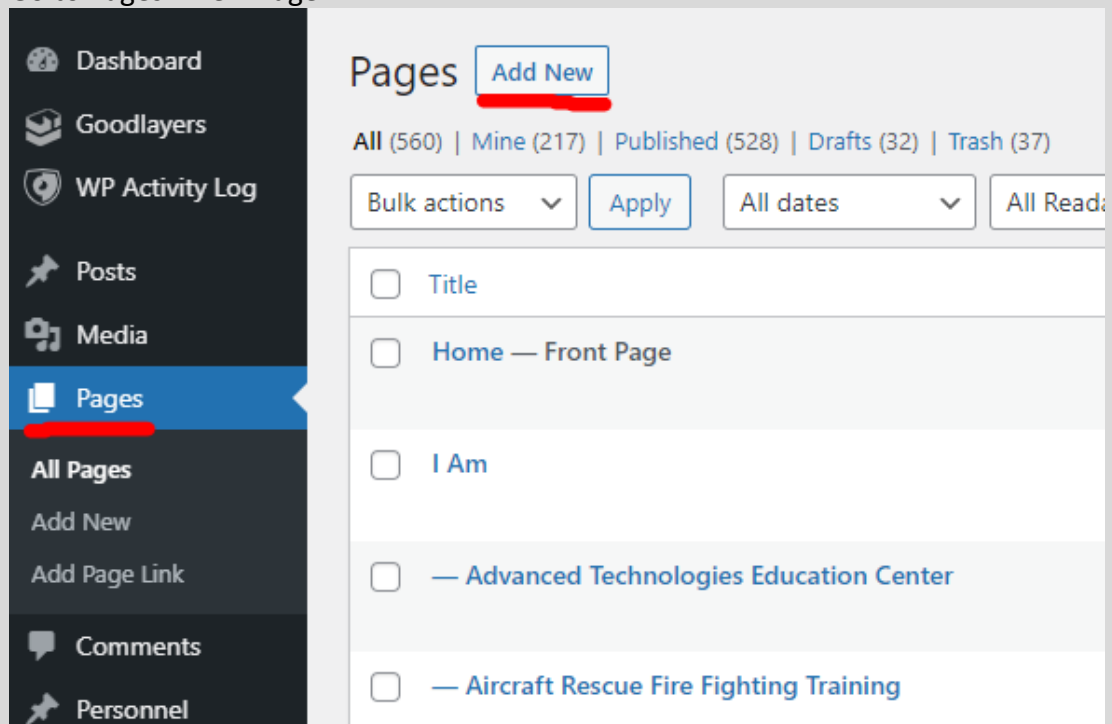 Dashboard
Goodlayers
WP Activity Log
Posts
Media
Pages
All Pages
Add New
Add Page Link
Comments
Personnel
Pages Add New
All (560) | Mine (217) | Published (528) | Drafts (32) | Trash (37)
Bulk actions Apply All dates All
Title
Home — Front Page
I Am
— Advanced Technologies Education Center
— Aircraft Rescue Fire Fighting Training